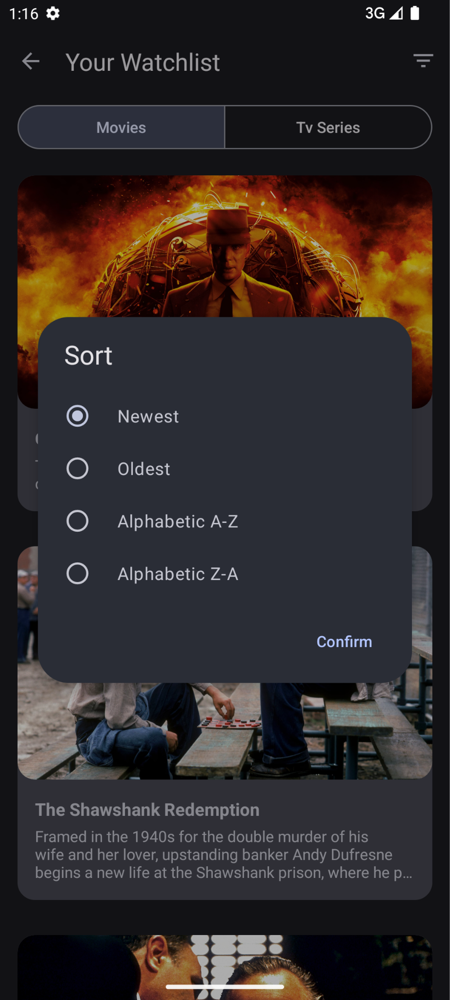 1:16
3G
Your Watchlist
Movies
Tv Series
Sort
Newest
Oldest
Alphabetic A-Z
Alphabetic Z-A
Confirm
The Shawshank Redemption
Framed in the 1940s for the double murder of his
wife and her lover, upstanding banker Andy Dufresne
begins a new life at the Shawshank prison, where he p...